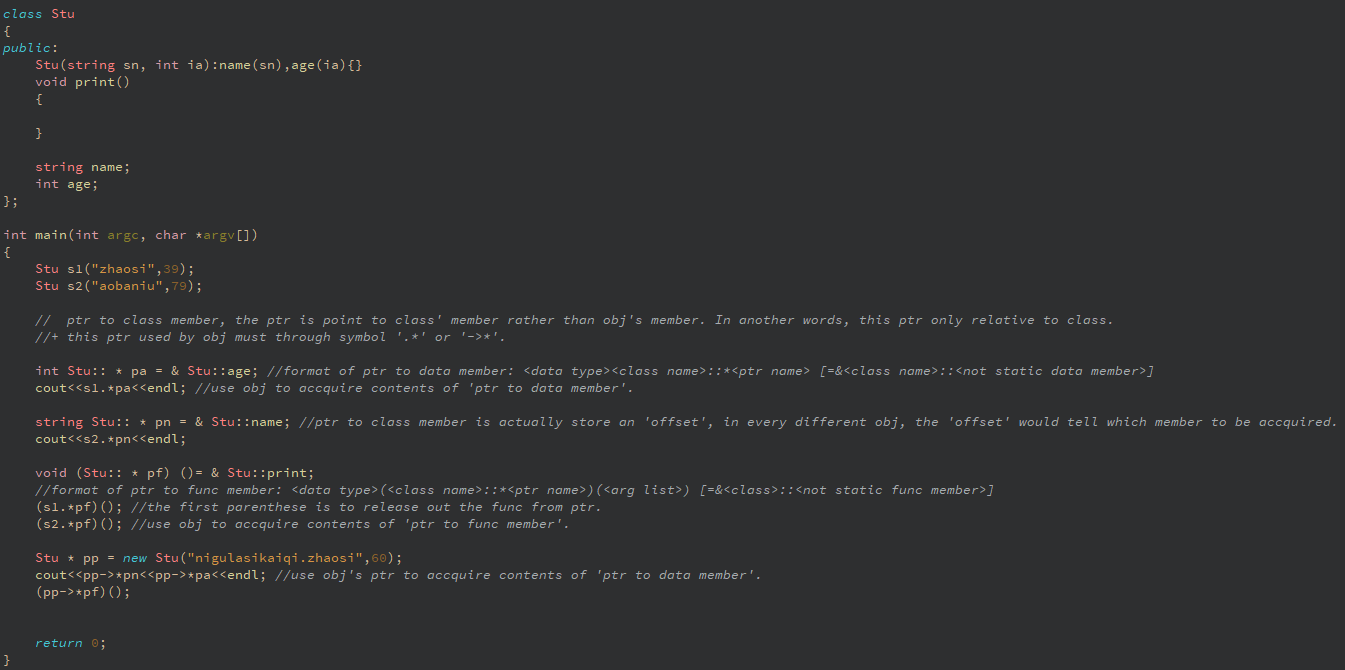 class Stu
{
public:
    Stu(string sn, int ia):name(sn),age(ia){}
    void print()
    {

    }

    string name;
    int age;
};

int main(int argc, char *argv[])
{
    Stu s1("zhaosi",39);
    Stu s2("aobaniu",79);

    //  ptr to class member, the ptr is point to class' member rather than obj's member. In another words, this ptr only relative to class.
    //+ this ptr used by obj must through symbol '.*' or '->*'.

    int Stu:: * pa = & Stu::age; //format of ptr to data member: <data type><class name>::*<ptr name> [=&<class name>::<not static data member>]
    cout<<s1.*pa<<endl; //use obj to accquire contents of 'ptr to data member'.

    string Stu:: * pn = & Stu::name; //ptr to class member is actually store an 'offset', in every different obj, the 'offset' would tell which member to be accquired.
    cout<<s2.*pn<<endl;

    void (Stu:: * pf) ()= & Stu::print;
    //format of ptr to func member: <data type>(<class name>::*<ptr name>)(<arg list>) [=&<class>::<not static func member>]
    (s1.*pf)(); //the first parenthese is to release out the func from ptr.
    (s2.*pf)(); //use obj to accquire contents of 'ptr to func member'.

    Stu * pp = new Stu("nigulasikaiqi.zhaosi",60);
    cout<<pp->*pn<<pp->*pa<<endl; //use obj's ptr to accquire contents of 'ptr to data member'.
    (pp->*pf)();


    return 0;
}